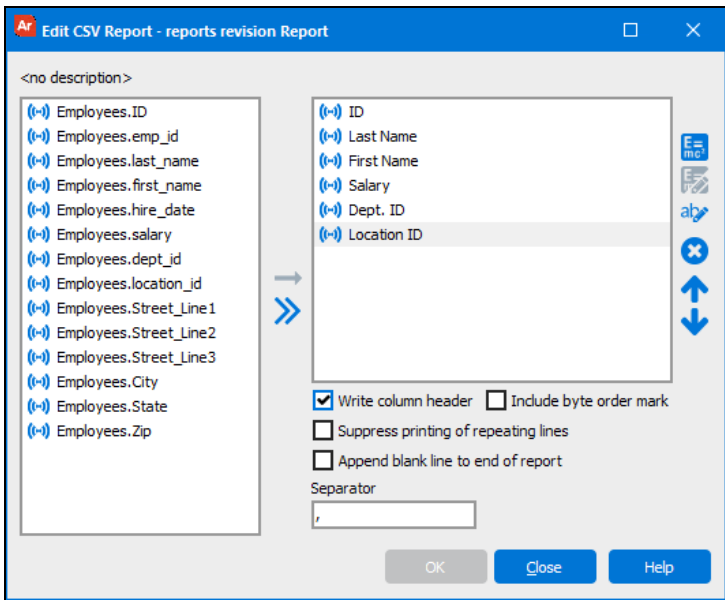 Ar Edit CSV Report - reports revision Report
<no description>
Employees.ID
Employees.emp_id
Employees.last_name
Employees.first_name
Employees.hire_date
Employees.salary
Employees.dept_id
Employees.location_id
Employees.Street_Line1
Employees.Street_Line2
Employees.Street_Line3
Employees.City
Employees.State
Employees.Zip
ID
Last Name
First Name
Salary
Dept. ID
Location ID
E=
mc²
E=
ab
Write column header Include byte order mark
Suppress printing of repeating lines
Append blank line to end of report
Separator
,
OK Close Help